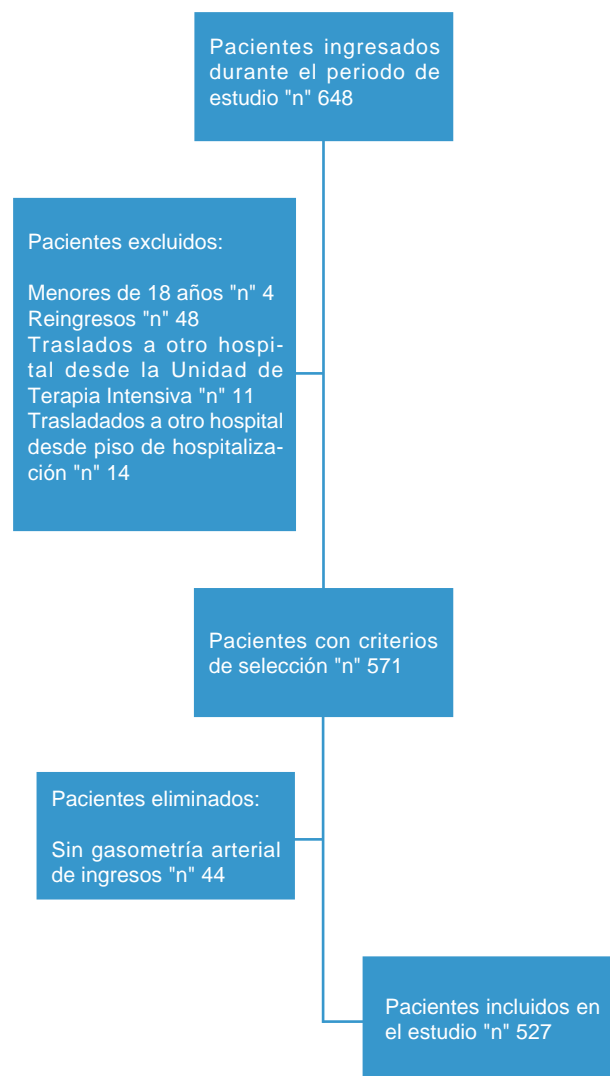 Pacientes ingresados
durante el periodo de
estudio "n" 648
Pacientes excluidos:
Menores de 18 años "n" 4
Reingresos "n" 48
Traslados a otro hospi-
tal desde la Unidad de
Terapia Intensiva "n" 11
Trasladados a otro hospital
desde piso de hospitaliza-
ción "n" 14
Pacientes con criterios
de selección "n" 571
Pacientes eliminados:
Sin gasometría arterial
de ingresos "n" 44
Pacientes incluidos en
el estudio "n" 527